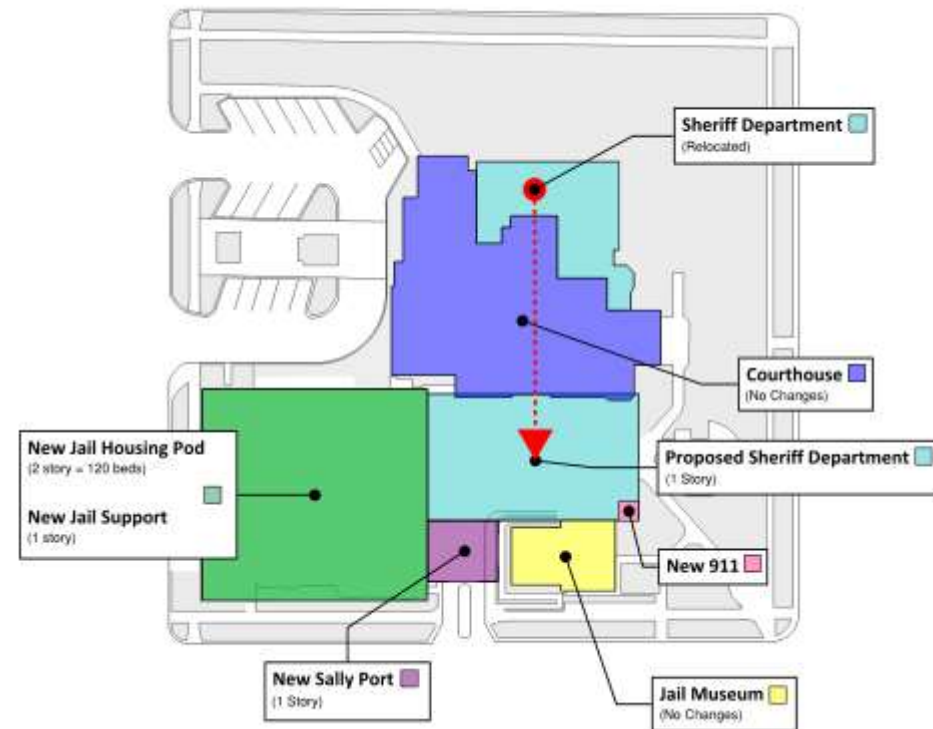 Sheriff Department
(Relocated)
Courthouse
(No Changes)
New Jail Housing Pod
(2 story = 120 beds)
New Jail Support
(1 story)
Proposed Sheriff Department
(1 Story)
New 911
New Sally Port
(1 Story)
Jail Museum
(No Changes)